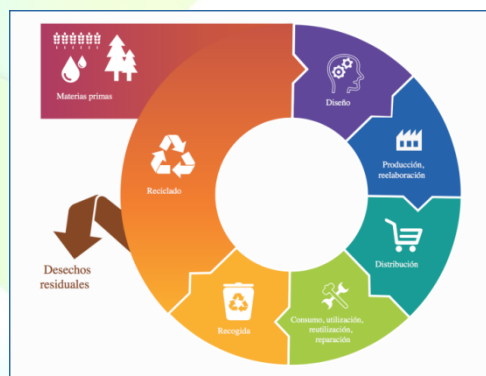 Materias primas
Diseño
Producción,
reelaboración
Distribución
Consumo, utilización,
reutilización,
reparación
Recogida
Reciclado
Desechos
residuales